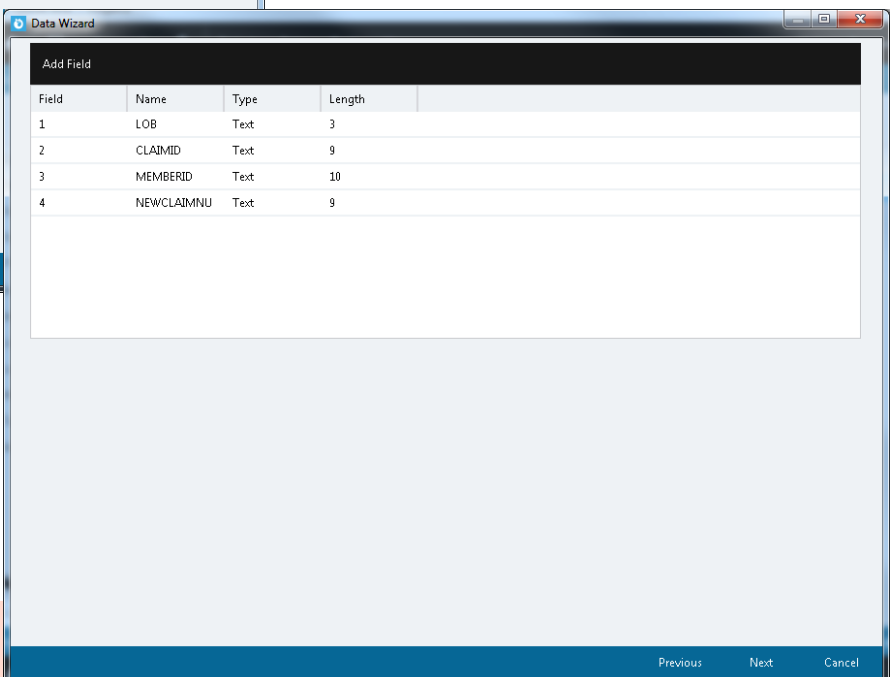 Data Wizard
Add Field
Field Name Type Length
1 LOB Text 3
2 CLAIMID Text 9
3 MEMBERID Text 10
4 NEWCLAIMNU Text 9
Previous Next Cancel